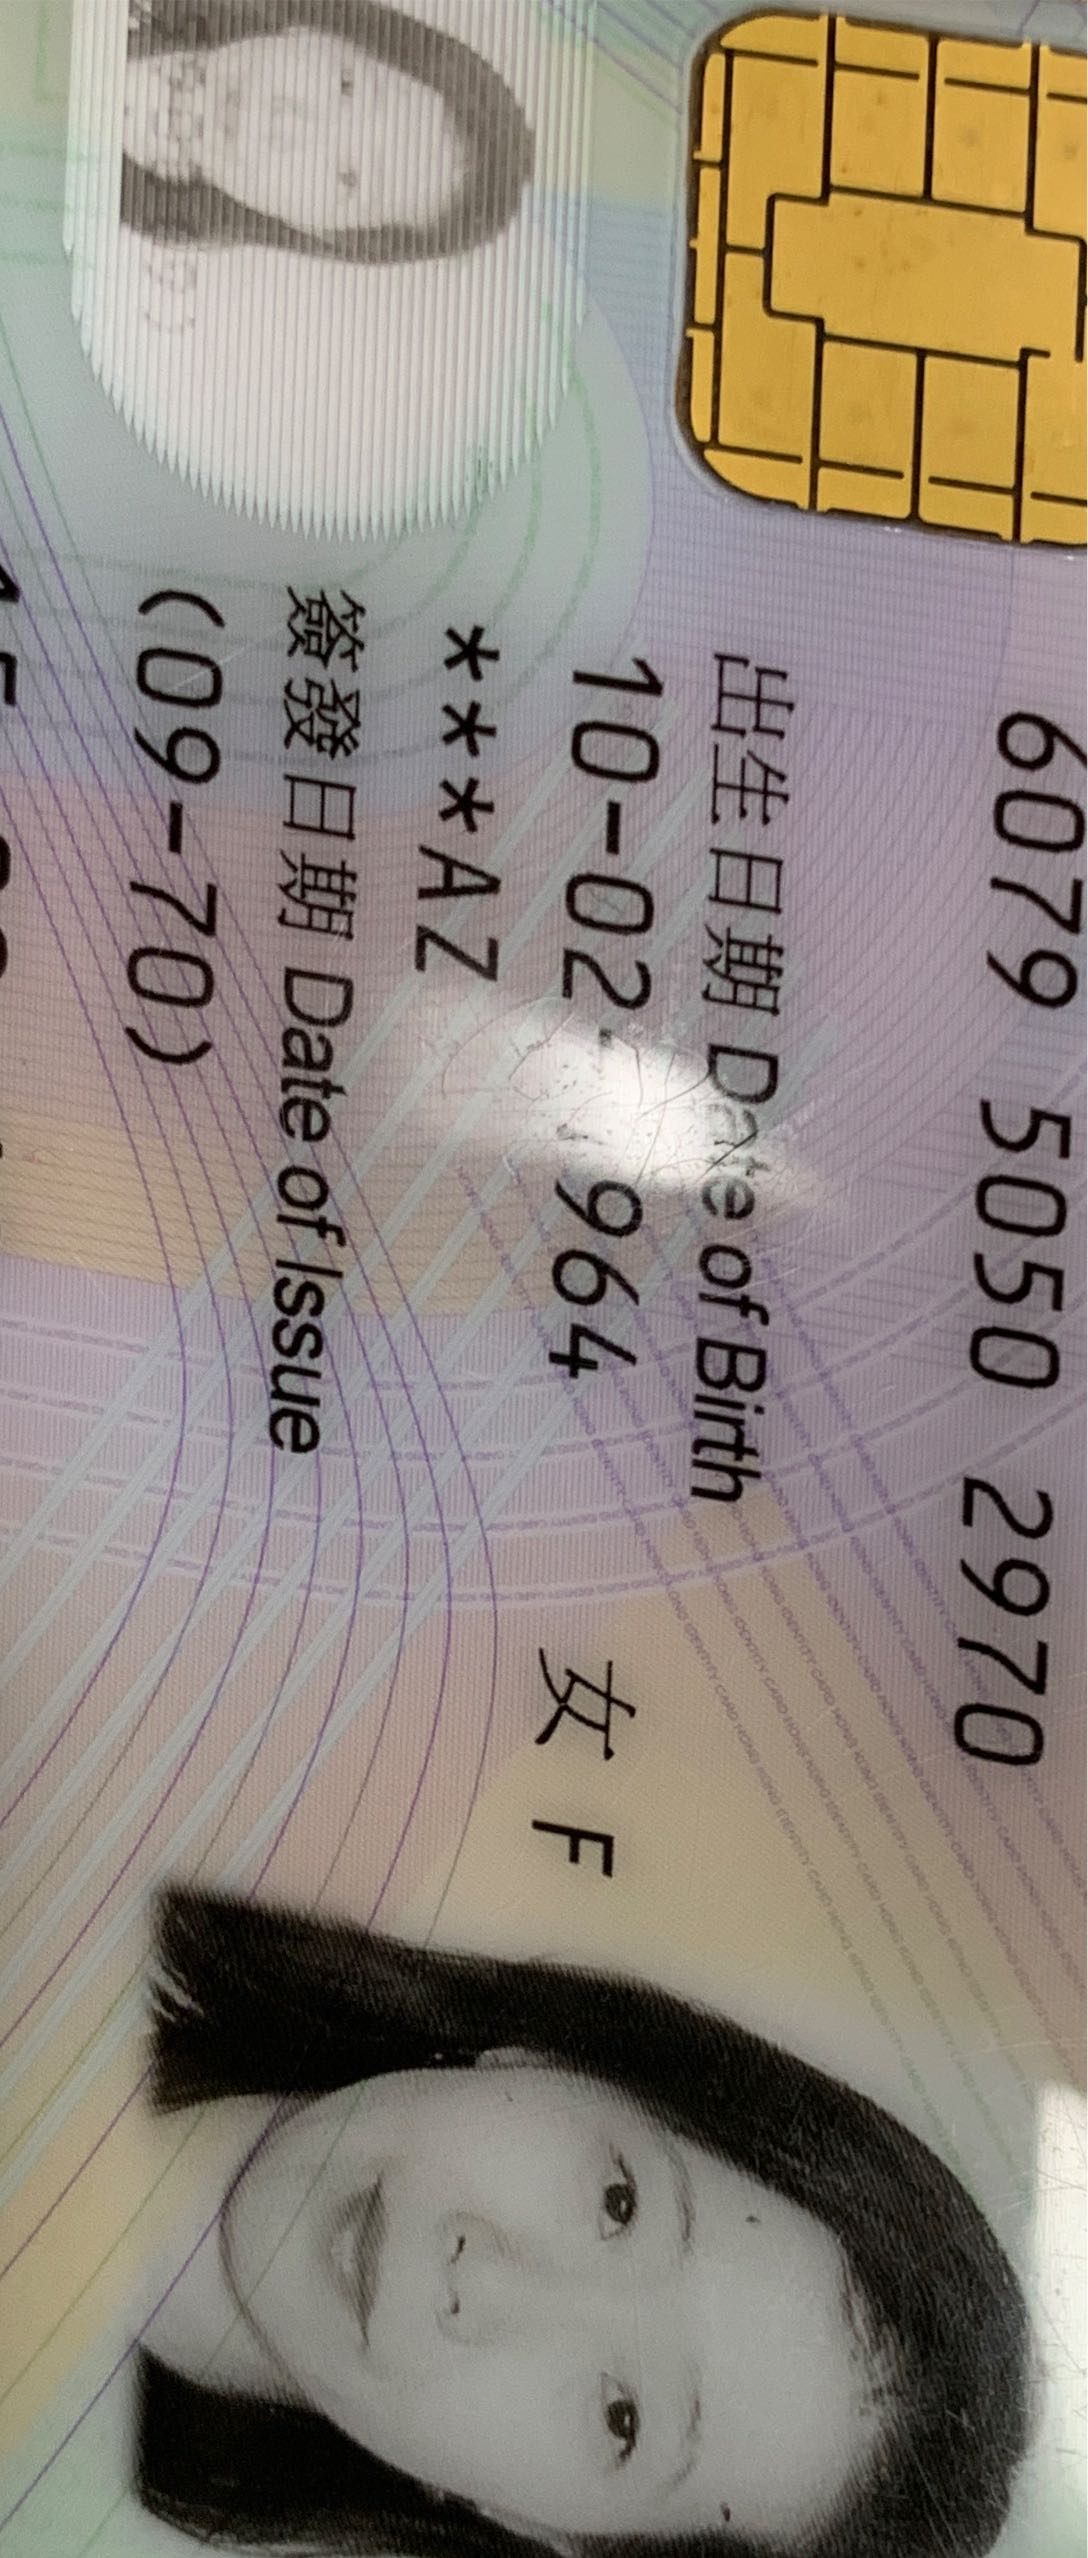 6079 5050 2970
出生日期 Date of Birth
10-02- 964 女 F
***AZ
簽發日期 Date of Issue
(09-70)